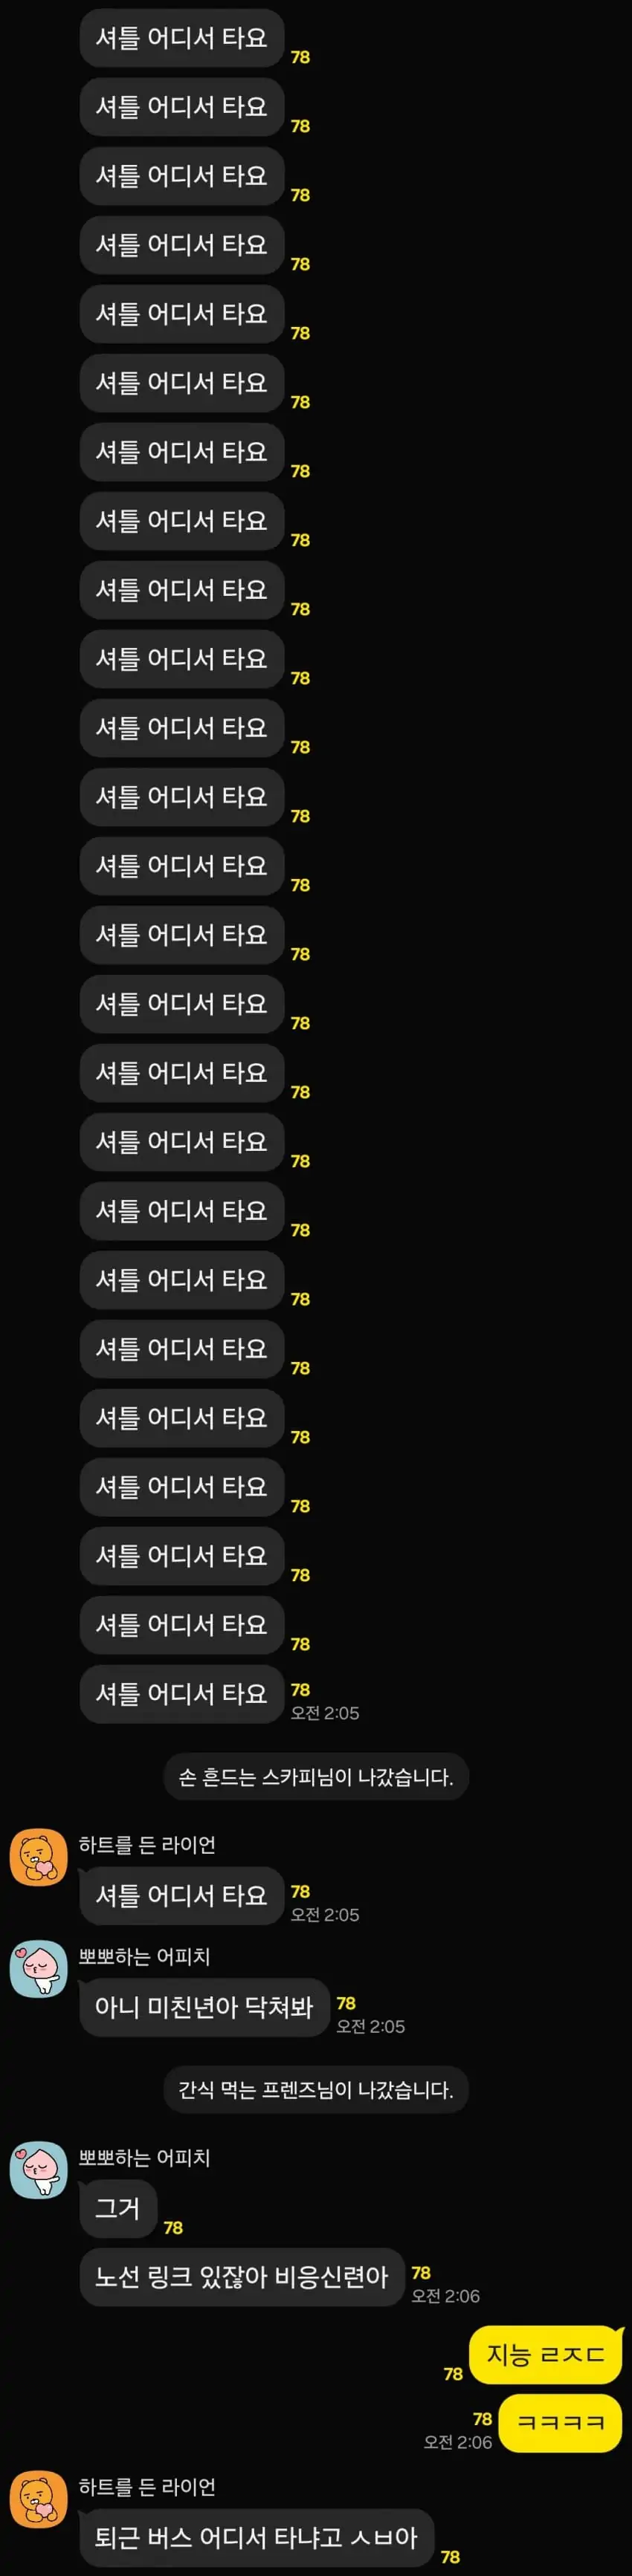 셔틀 어디서 타요
78
셔틀 어디서 타요
78
셔틀 어디서 타요
78
셔틀 어디서 타요
78
셔틀 어디서 타요
78
셔틀 어디서 타요
78
셔틀 어디서 타요
78
셔틀 어디서 타요
78
셔틀 어디서 타요
78
셔틀 어디서 타요
78
셔틀 어디서 타요
78
셔틀 어디서 타요
78
셔틀 어디서 타요
78
셔틀 어디서 타요
78
셔틀 어디서 타요
78
셔틀 어디서 타요
78
셔틀 어디서 타요
78
셔틀 어디서 타요
78
셔틀 어디서 타요
78
셔틀 어디서 타요
78
셔틀 어디서 타요
78
셔틀 어디서 타요
78
셔틀 어디서 타요
78
셔틀 어디서 타요
78
셔틀 어디서 타요
78
오전 2:05
손 흔드는 스카피님이 나갔습니다.
하트를 든 라이언
셔틀 어디서 타요
78
오전 2:05
뽀뽀하는 어피치
아니 미친년아 닥쳐봐
78
오전 2:05
간식 먹는 프렌즈님이 나갔습니다.
뽀뽀하는 어피치
그거
78
노선 링크 있잖아 비응신련아
78
오전 2:06
지능 ㄹㅈㄷ
78
ㅋㅋㅋㅋ
78
오전 2:06
하트를 든 라이언
퇴근 버스 어디서 타냐고 ㅅㅂ아
78